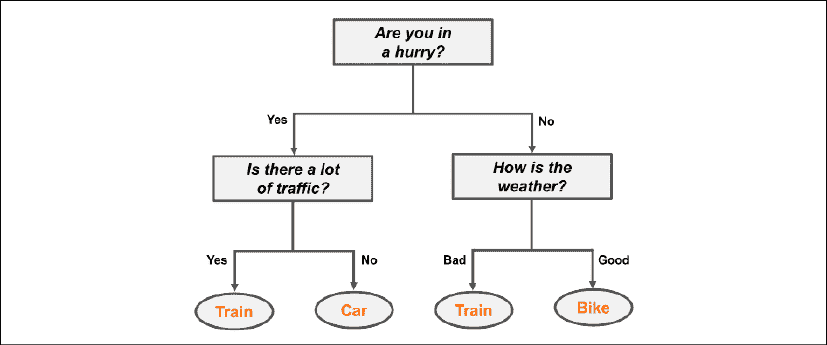 Are you in
a hurry?
Yes
No
Is there a lot
of traffic?
How is the
weather?
Yes
No
Bad
Good
Train
Car
Train
Bike